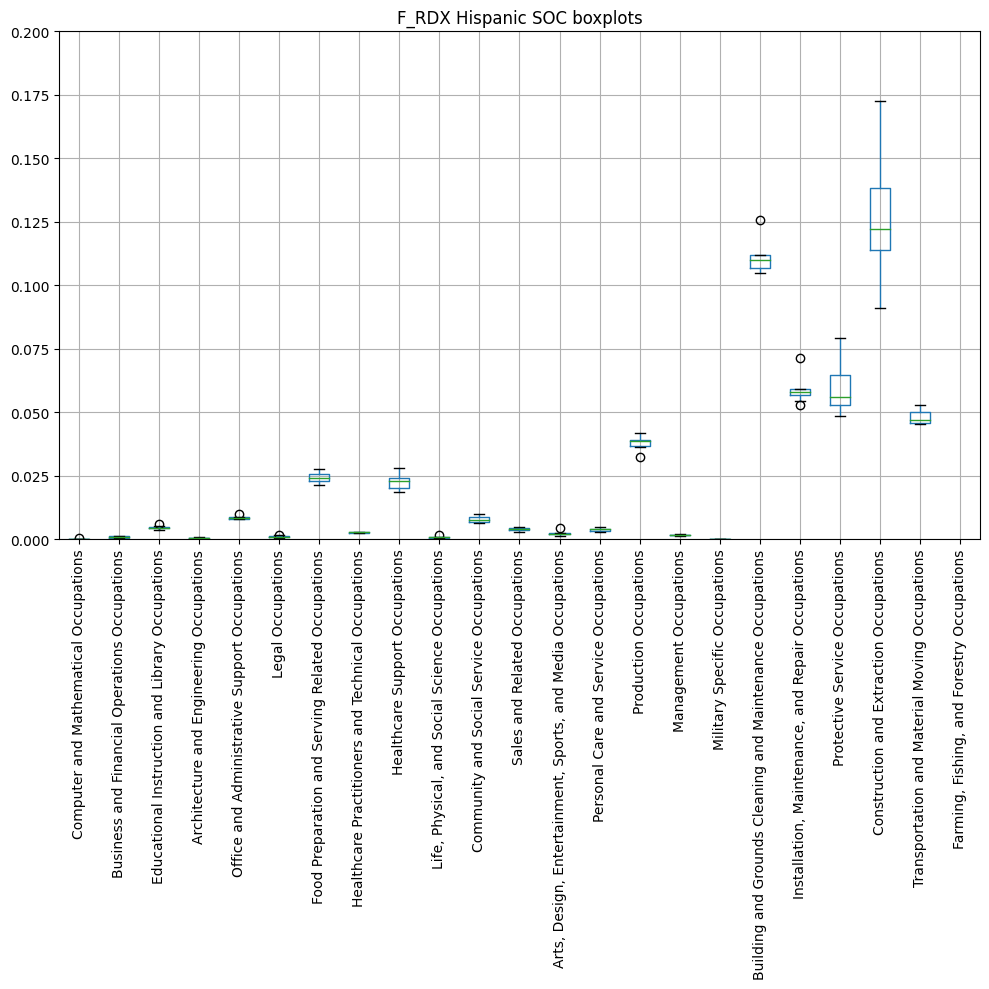 F_RDX Hispanic SOC boxplots
0.200
0.175
0.150
0.125
0.100
0.075
0.050
0.025
0.000
Computer and Mathematical Occupations
Business and Financial Operations Occupations
Educational Instruction and Library Occupations
Architecture and Engineering Occupations
Office and Administrative Support Occupations
Legal Occupations
Food Preparation and Serving Related Occupations
Healthcare Practitioners and Technical Occupations
Healthcare Support Occupations
Life, Physical, and Social Science Occupations
Community and Social Service Occupations
Sales and Related Occupations
Arts, Design, Entertainment, Sports, and Media Occupations
Personal Care and Service Occupations
Production Occupations
Management Occupations
Military Specific Occupations
Building and Grounds Cleaning and Maintenance Occupations
Installation, Maintenance, and Repair Occupations
Protective Service Occupations
Construction and Extraction Occupations
Transportation and Material Moving Occupations
Farming, Fishing, and Forestry Occupations